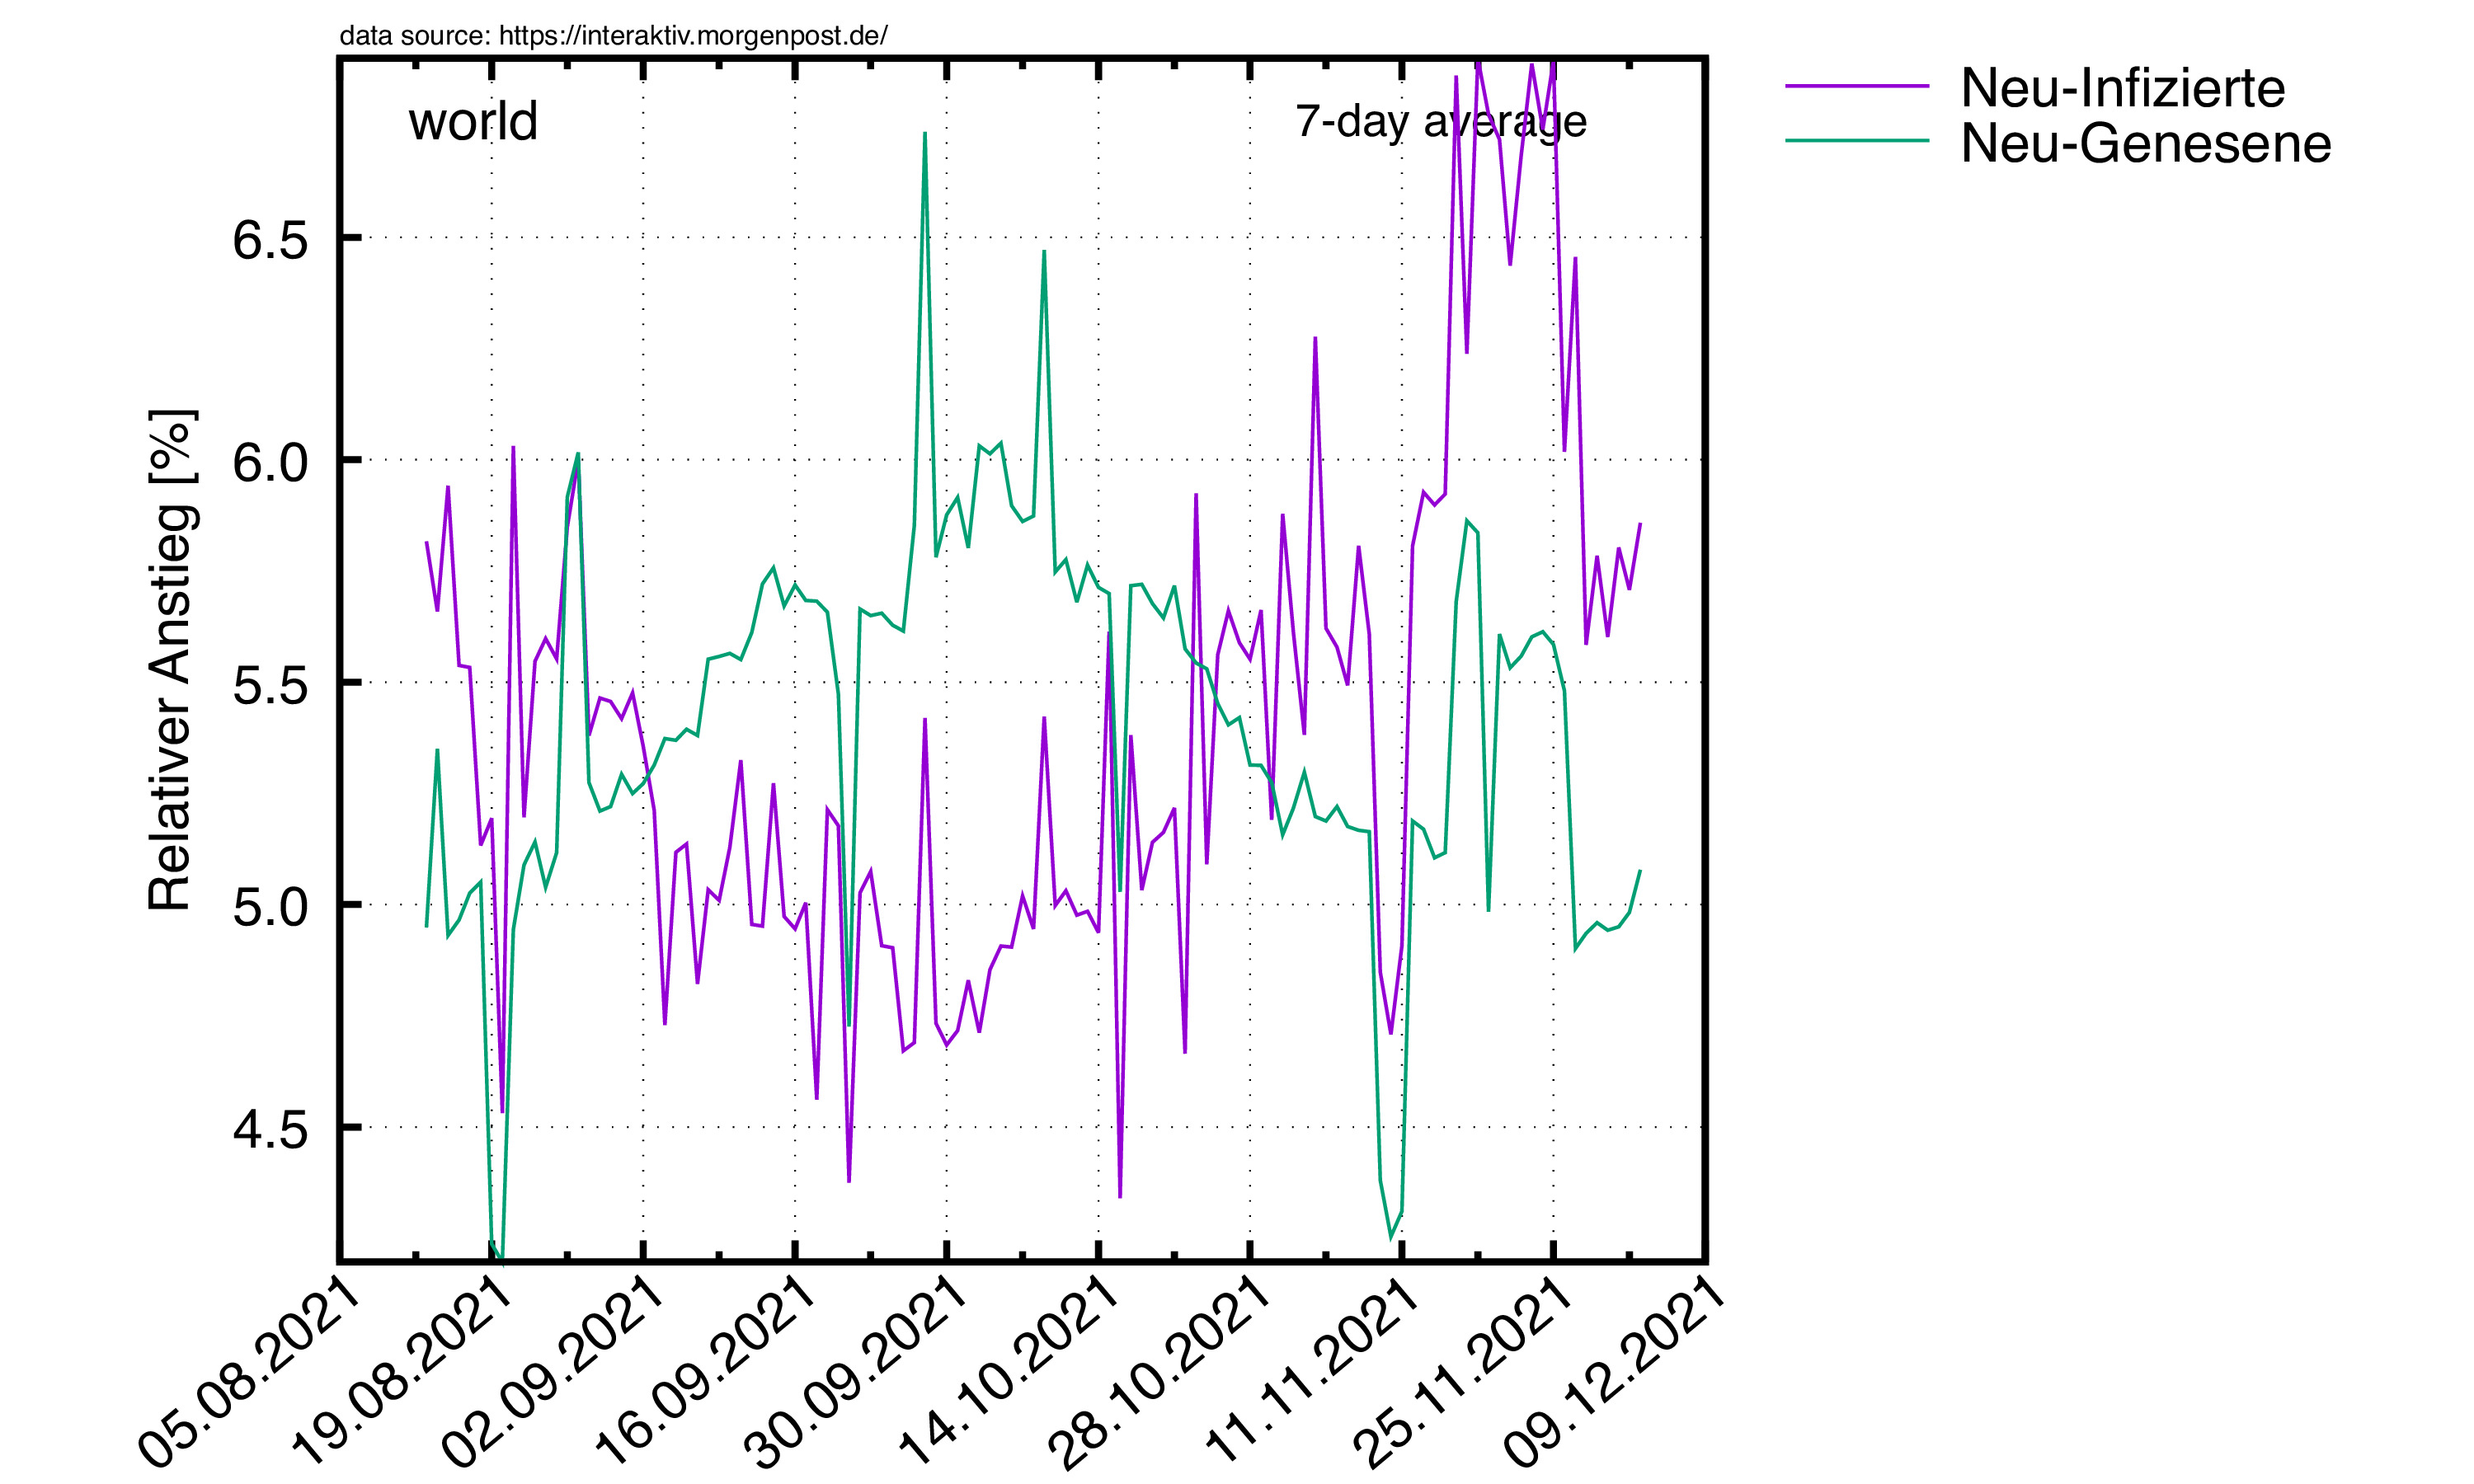 data source: https://interaktiv.morgenpost.de/
world
7-day average
Neu-Infizierte
Neu-Genesene
Relativer Anstieg [%]
6.5
6.0
5.5
5.0
4.5
05.08.2021
19.08.2021
02.09.2021
16.09.2021
30.09.2021
14.10.2021
28.10.2021
11.11.2021
25.11.2021
09.12.2021